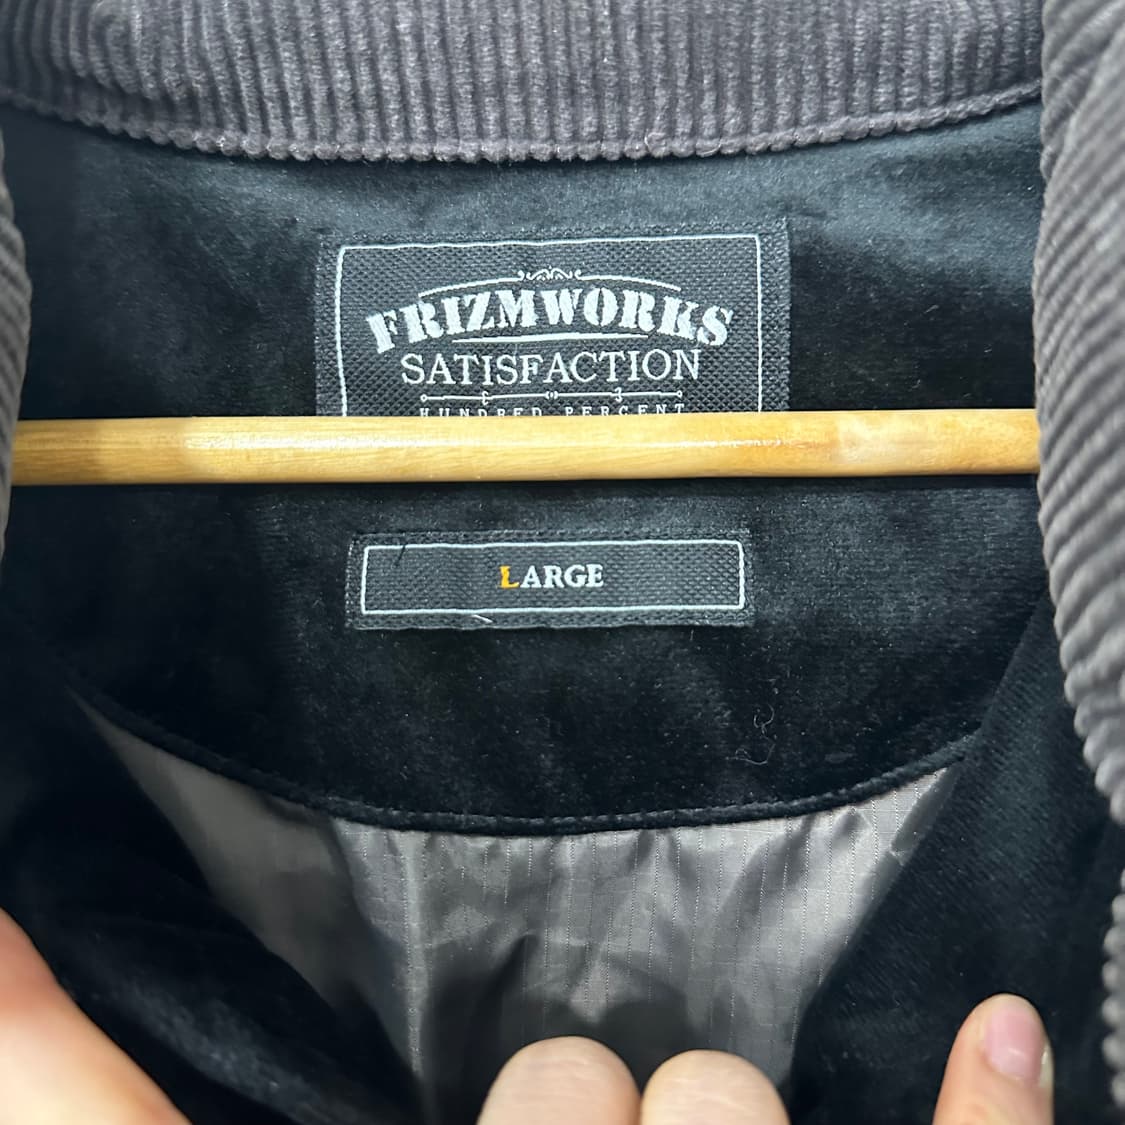 FRIZMWORKS
SATISFACTION
HUNDRED PERCENT
LARGE